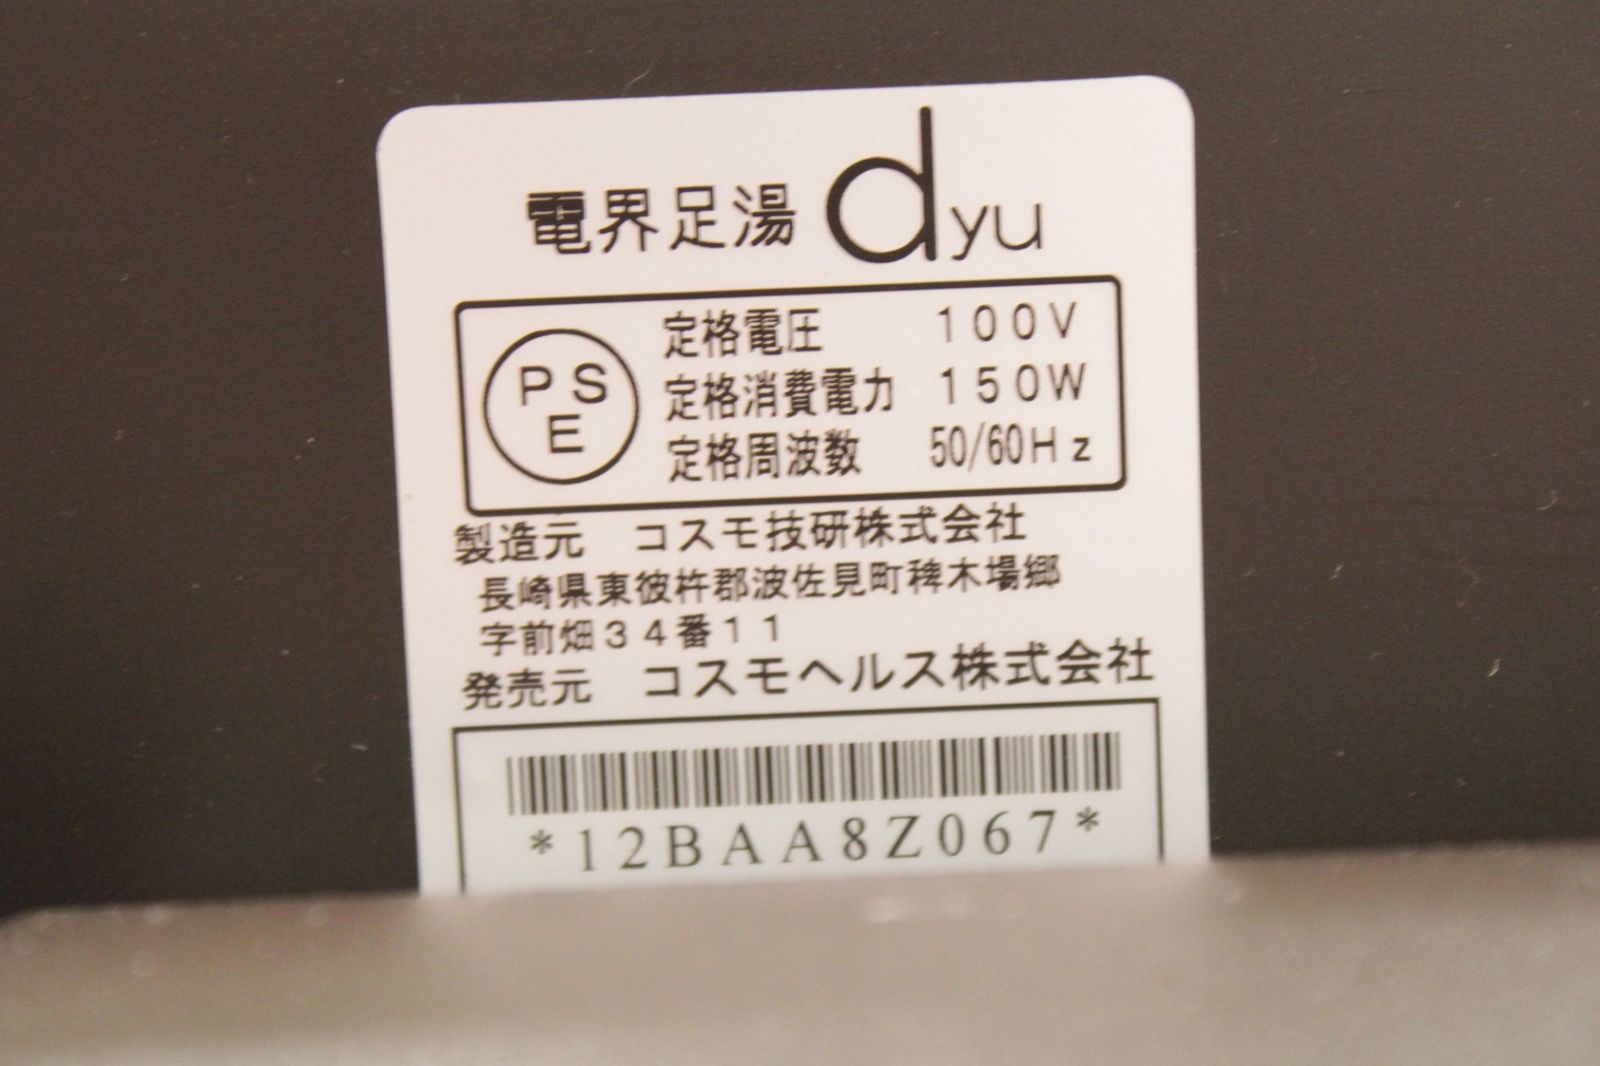 電界足湯 dyu
PSE
定格電圧 100V
定格消費電力 150W
定格周波数 50/60Hz
製造元 コスモ技研株式会社
長崎県東彼杵郡波佐見町稗木場郷
字前畑34番11
発売元 コスモヘルス株式会社
*12BAA8Z067*